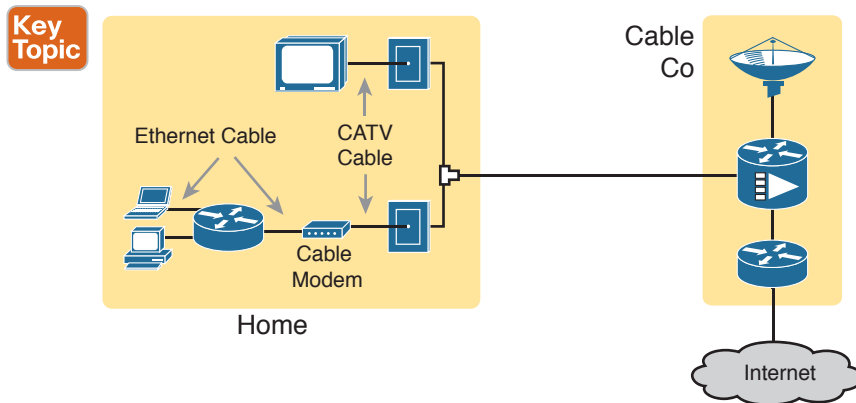 Key
Topic
Cable
Co
Ethernet Cable
CATV
Cable
Cable
Modem
Home
Internet